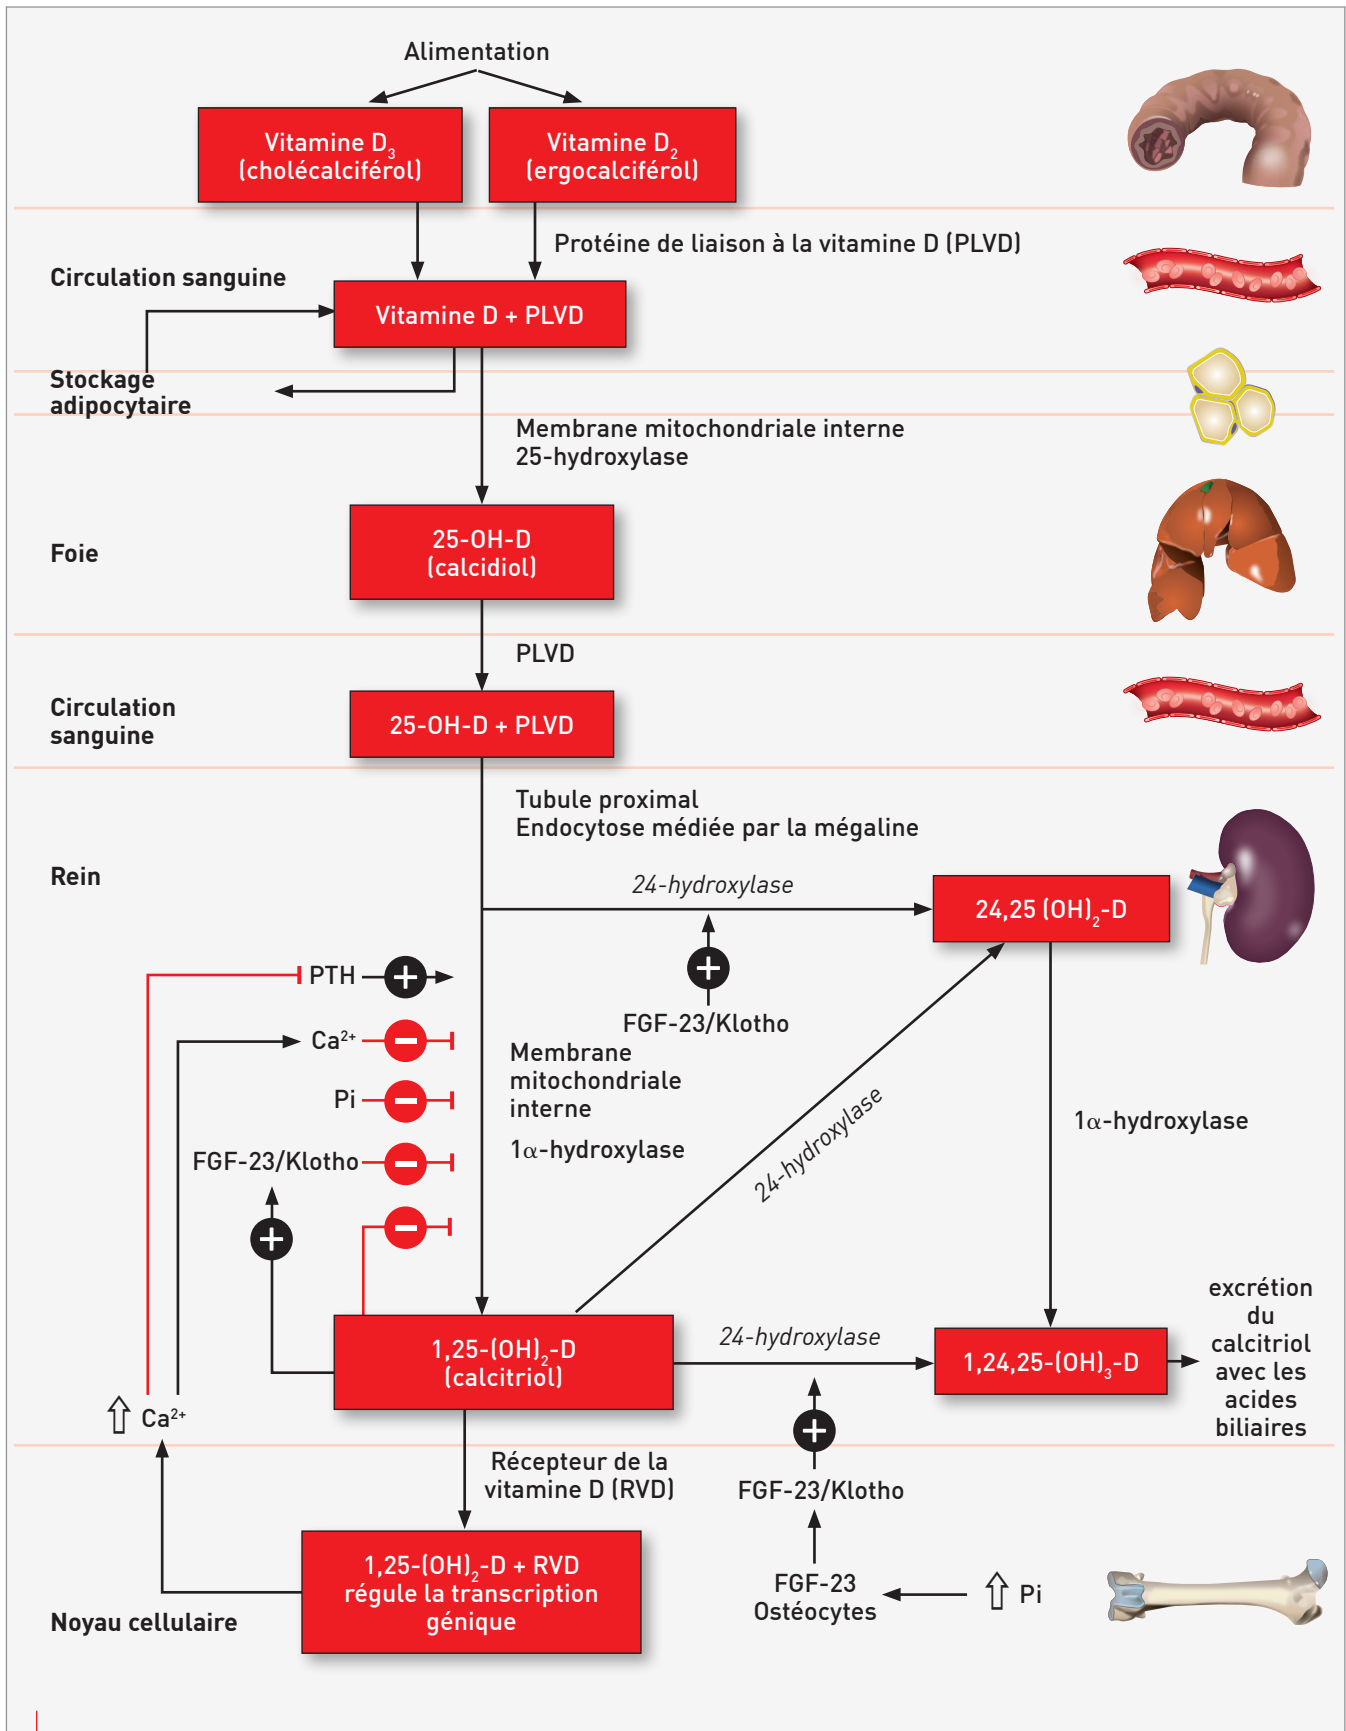 Alimentation
Vitamine D₃
(cholécalciférol)
Vitamine D₂
(ergocalciférol)
Protéine de liaison à la vitamine D (PLVD)
Circulation sanguine
Vitamine D + PLVD
Stockage
adipocytaire
Membrane mitochondriale interne
25-hydroxylase
25-OH-D
(calcidiol)
Foie
PLVD
Circulation
sanguine
25-OH-D + PLVD
Tubule proximal
Endocytose médiée par la mégaline
Rein
24-hydroxylase
24,25 (OH)₂-D
+
FGF-23/Klotho
PTH
+
Ca²⁺
−
Pi
−
FGF-23/Klotho
−
+
−
Membrane
mitochondriale
interne
1α-hydroxylase
24-hydroxylase
1α-hydroxylase
1,25-(OH)₂-D
(calcitriol)
24-hydroxylase
1,24,25-(OH)₃-D
excrétion
du
calcitriol
avec les
acides
biliaires
⇧ Ca²⁺
+
Récepteur de la
vitamine D (RVD)
FGF-23/Klotho
1,25-(OH)₂-D + RVD
régule la transcription
génique
FGF-23
Ostéocytes
⇧ Pi
Noyau cellulaire